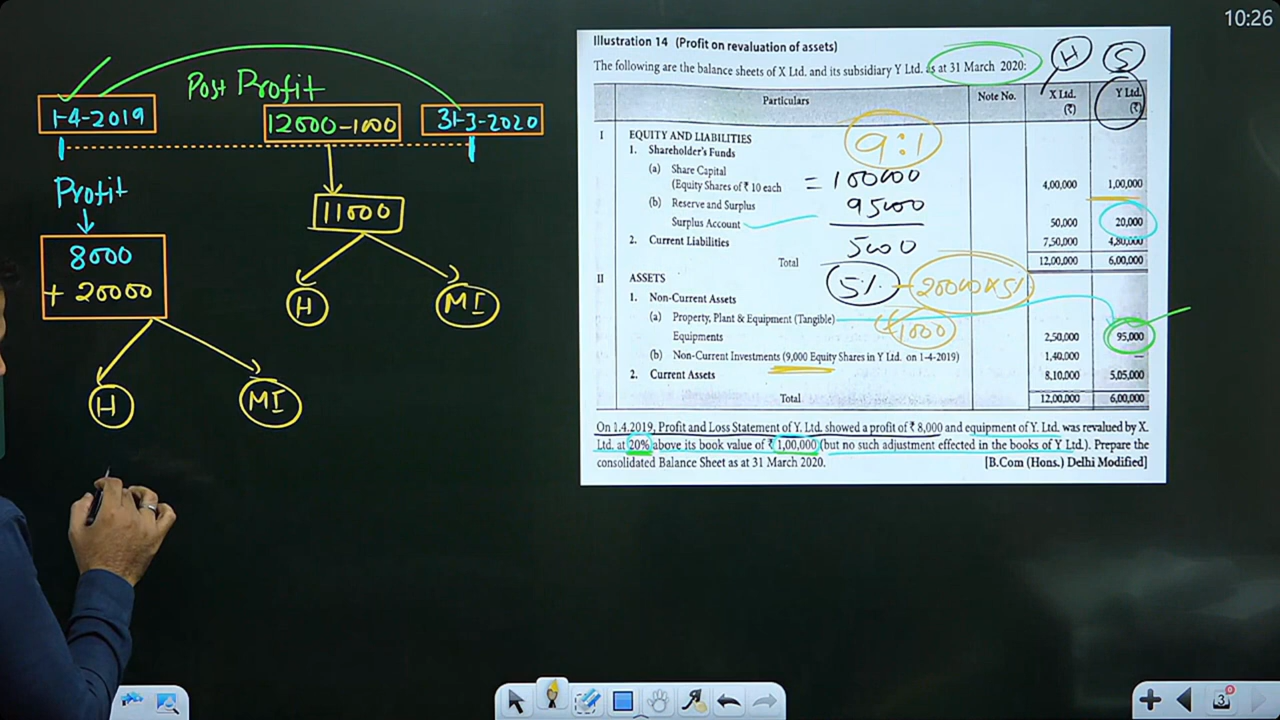 10:26
1-4-2019
Post Profit
12000-1000
31-3-2020
Profit
8000
+ 20000
H
MI
11000
H
MI
Illustration 14 (Profit on revaluation of assets)
The following are the balance sheets of X Ltd. and its subsidiary Y Ltd. as at 31 March 2020:
H
S
Particulars Note No. X Ltd. (₹) Y Ltd. (₹)
I EQUITY AND LIABILITIES
9:1
1. Shareholder's Funds
(a) Share Capital
(Equity Shares of ₹ 10 each 4,00,000 1,00,000
= 100000
(b) Reserve and Surplus
95000
Surplus Account 50,000 20,000
2. Current Liabilities 7,50,000 4,80,000
5000
Total 12,00,000 6,00,000
II ASSETS
5%
20000×5%
1. Non-Current Assets
(a) Property, Plant & Equipment (Tangible)
1000
Equipments 2,50,000 95,000
(b) Non-Current Investments (9,000 Equity Shares in Y Ltd. on 1-4-2019) 1,40,000 —
2. Current Assets 8,10,000 5,05,000
Total 12,00,000 6,00,000
On 1.4.2019, Profit and Loss Statement of Y. Ltd. showed a profit of ₹ 8,000 and equipment of Y. Ltd. was revalued by X.
Ltd. at 20% above its book value of ₹ 1,00,000 (but no such adjustment effected in the books of Y Ltd.). Prepare the
consolidated Balance Sheet as at 31 March 2020. [B.Com (Hons.) Delhi Modified]
3